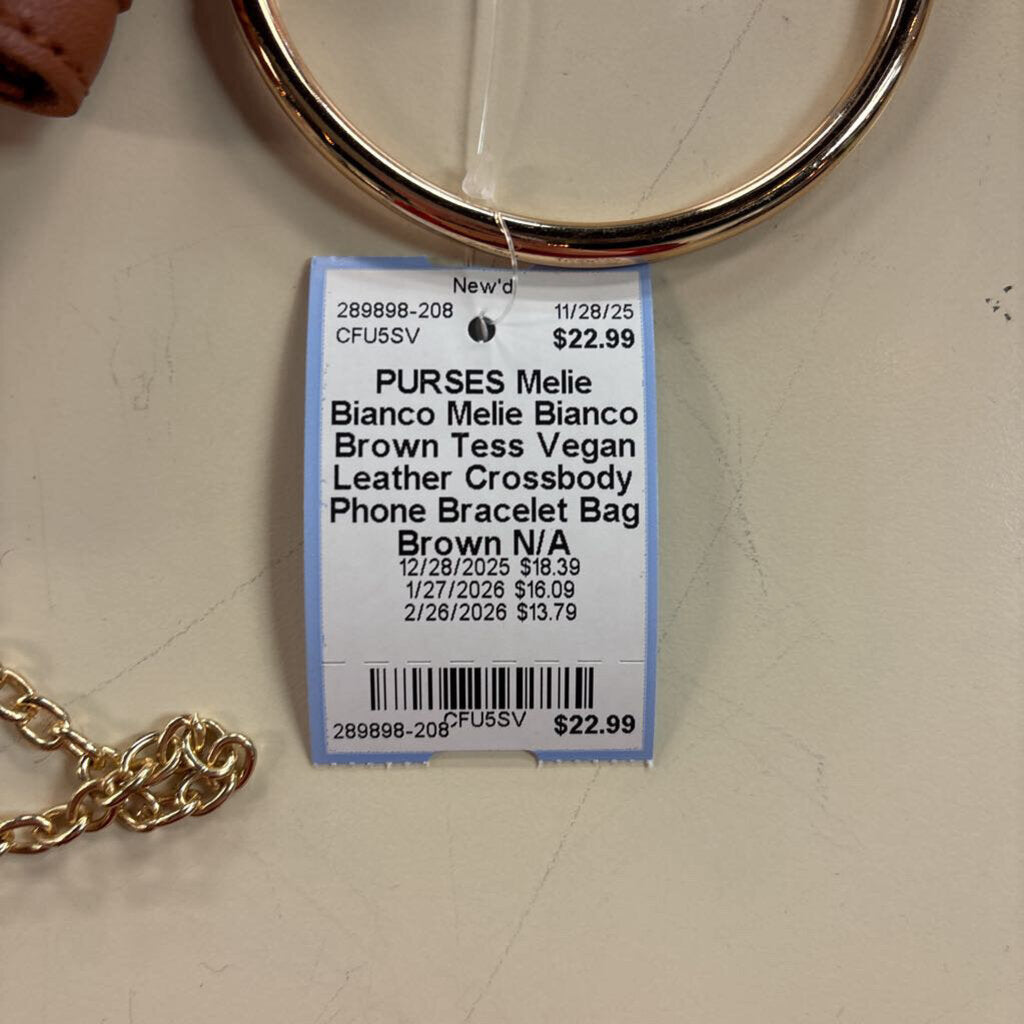 New'd
289898-208 11/28/25
CFU5SV $22.99
PURSES Melie
Bianco Melie Bianco
Brown Tess Vegan
Leather Crossbody
Phone Bracelet Bag
Brown N/A
12/28/2025 $18.39
1/27/2026 $16.09
2/26/2026 $13.79
289898-208 CFU5SV $22.99